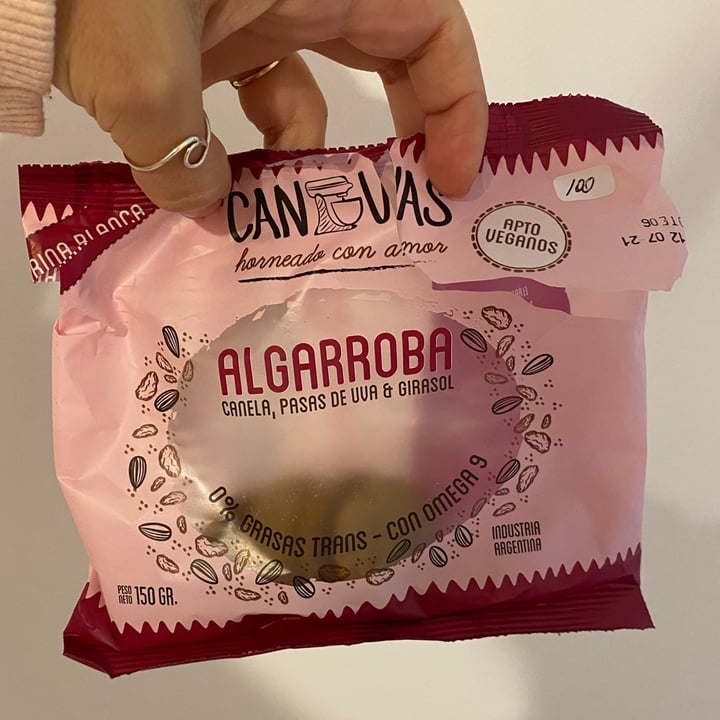 RINA BLANCA
CANUVAS
horneado con amor
100
APTO
VEGANOS
12 07 21
OTE06
ALGARROBA
CANELA, PASAS DE UVA & GIRASOL
0% GRASAS TRANS - CON OMEGA 9
INDUSTRIA
ARGENTINA
PESO
NETO 150 GR.